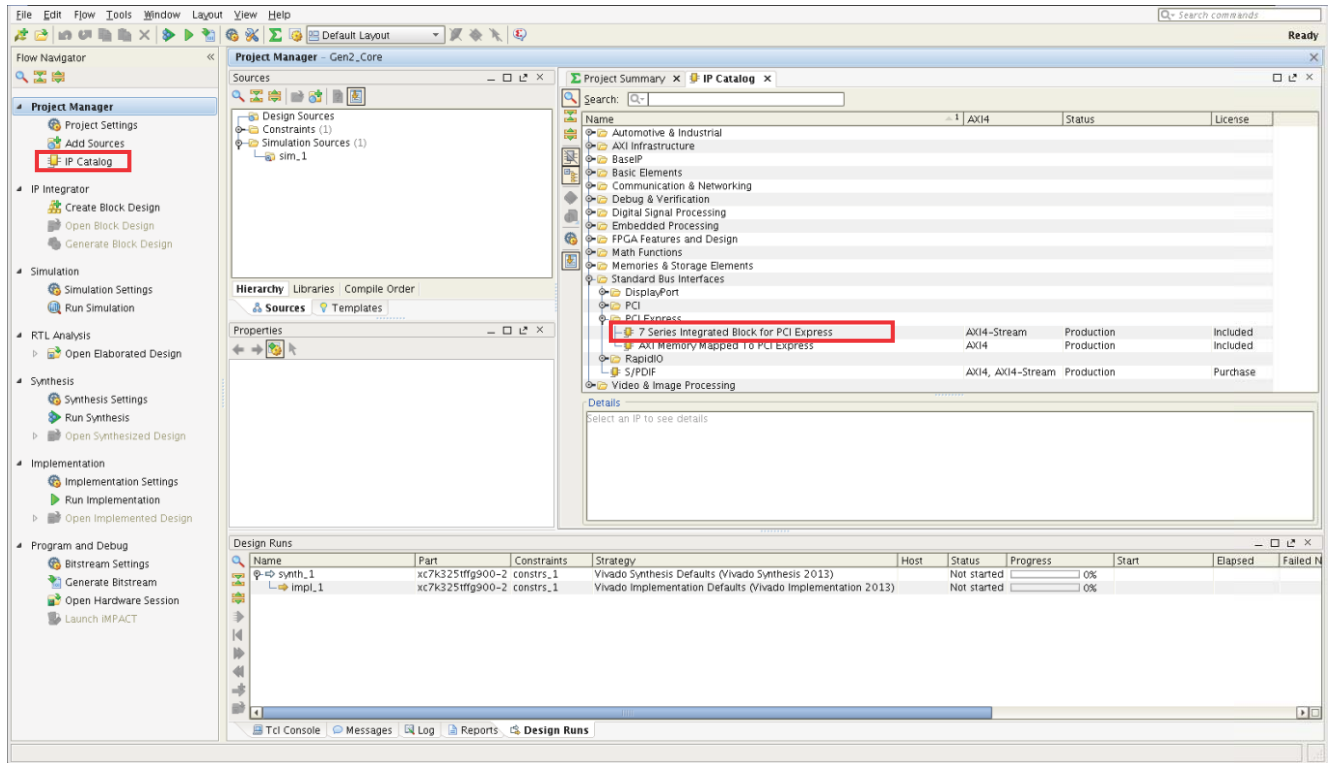 File Edit Flow Tools Window Layout View Help
Search commands
Default Layout
Ready
Flow Navigator
Project Manager
Project Settings
Add Sources
IP Catalog
IP Integrator
Create Block Design
Open Block Design
Generate Block Design
Simulation
Simulation Settings
Run Simulation
RTL Analysis
Open Elaborated Design
Synthesis
Synthesis Settings
Run Synthesis
Open Synthesized Design
Implementation
Implementation Settings
Run Implementation
Open Implemented Design
Program and Debug
Bitstream Settings
Generate Bitstream
Open Hardware Session
Launch iMPACT
Project Manager - Gen2_Core
Sources
Design Sources
Constraints (1)
Simulation Sources (1)
sim_1
Hierarchy Libraries Compile Order
Sources Templates
Properties
Project Summary IP Catalog
Search:
Name 1 AXI4 Status License
Automotive & Industrial
AXI Infrastructure
BaseIP
Basic Elements
Communication & Networking
Debug & Verification
Digital Signal Processing
Embedded Processing
FPGA Features and Design
Math Functions
Memories & Storage Elements
Standard Bus Interfaces
DisplayPort
PCI
PCI Express
7 Series Integrated Block for PCI Express AXI4-Stream Production Included
AXI Memory Mapped To PCI Express AXI4 Production Included
RapidIO
S/PDIF AXI4, AXI4-Stream Production Purchase
Video & Image Processing
Details
Select an IP to see details
Design Runs
Name Part Constraints Strategy Host Status Progress Start Elapsed Failed N
synth_1 xc7k325tffg900-2 constrs_1 Vivado Synthesis Defaults (Vivado Synthesis 2013) Not started 0%
impl_1 xc7k325tffg900-2 constrs_1 Vivado Implementation Defaults (Vivado Implementation 2013) Not started 0%
Tcl Console Messages Log Reports Design Runs